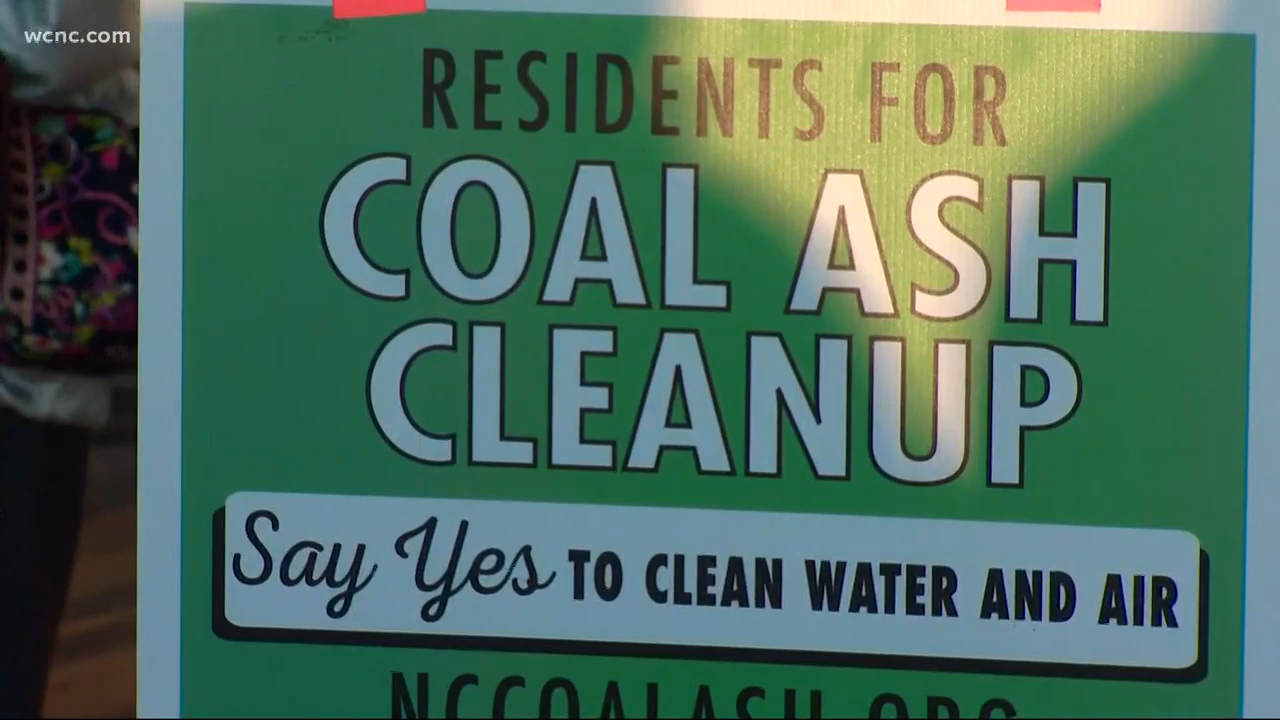 wcnc.com
RESIDENTS FOR
COAL ASH
CLEANUP
Say Yes TO CLEAN WATER AND AIR
NCCOALASH.ORG